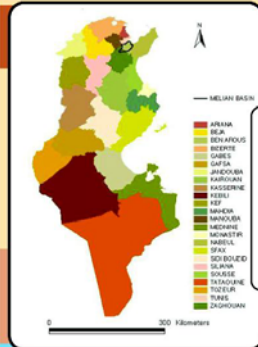 N
MELIAN BASIN
ARIANA
BEJA
BEN AROUS
BIZERTE
GABES
GAFSA
JANDOUBA
KAIROUAN
KASSERINE
KEBILI
KEF
MAHDIA
MANOUBA
MEDNINE
MONASTIR
NABEUL
SFAX
SIDI BOUZID
SILIANA
SOUSSE
TATAOUINE
TOZEUR
TUNIS
ZAGHOUAN
0 300 Kilometers